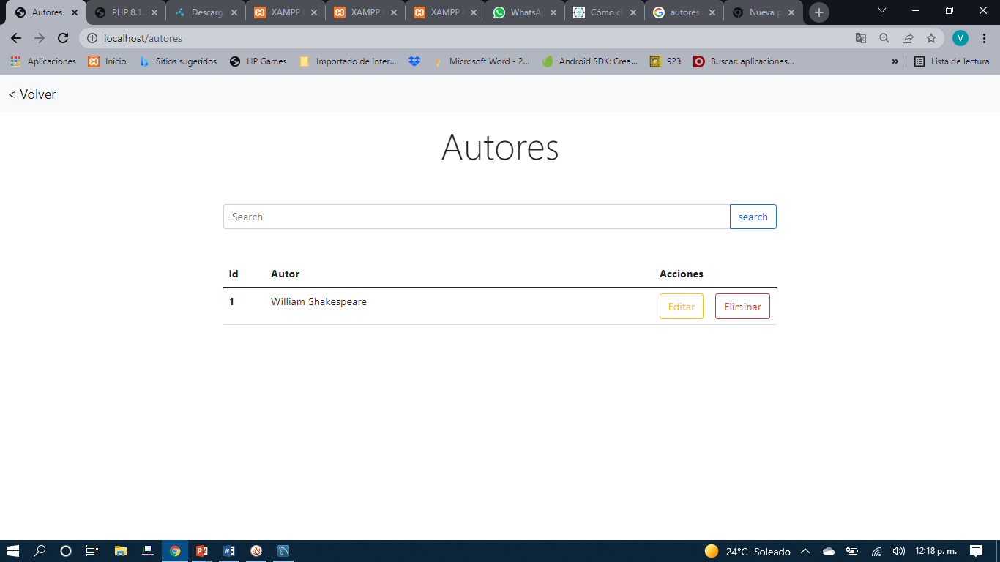 Autores PHP 8.1. Descarg XAMPP XAMPP XAMPP WhatsA Cómo c autores Nueva p
localhost/autores V
Aplicaciones Inicio Sitios sugeridos HP Games Importado de Inter... Microsoft Word - 2... Android SDK: Crea... 923 Buscar: aplicaciones... » Lista de lectura
< Volver
Autores
Search search
Id Autor Acciones
1 William Shakespeare Editar Eliminar
24°C Soleado 12:18 p. m.